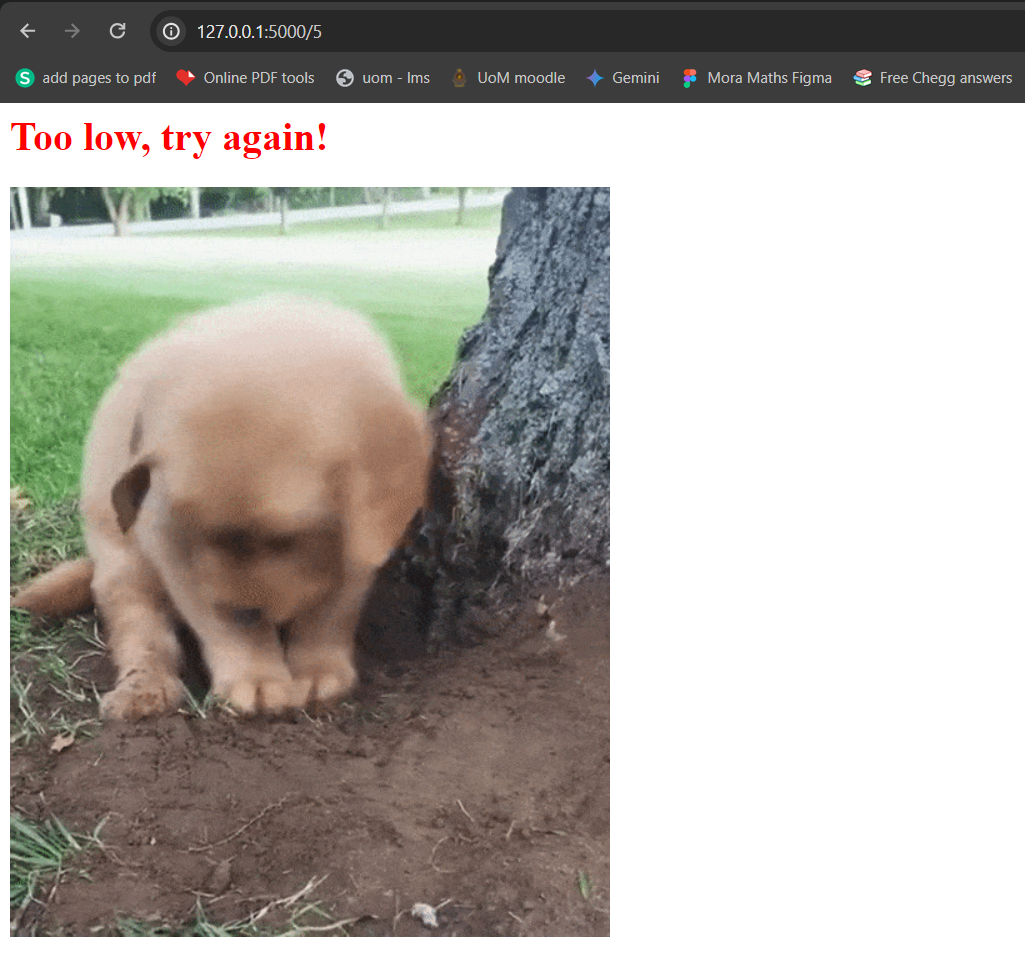 127.0.0.1:5000/5
S add pages to pdf Online PDF tools uom - lms UoM moodle Gemini Mora Maths Figma Free Chegg answers
Too low, try again!